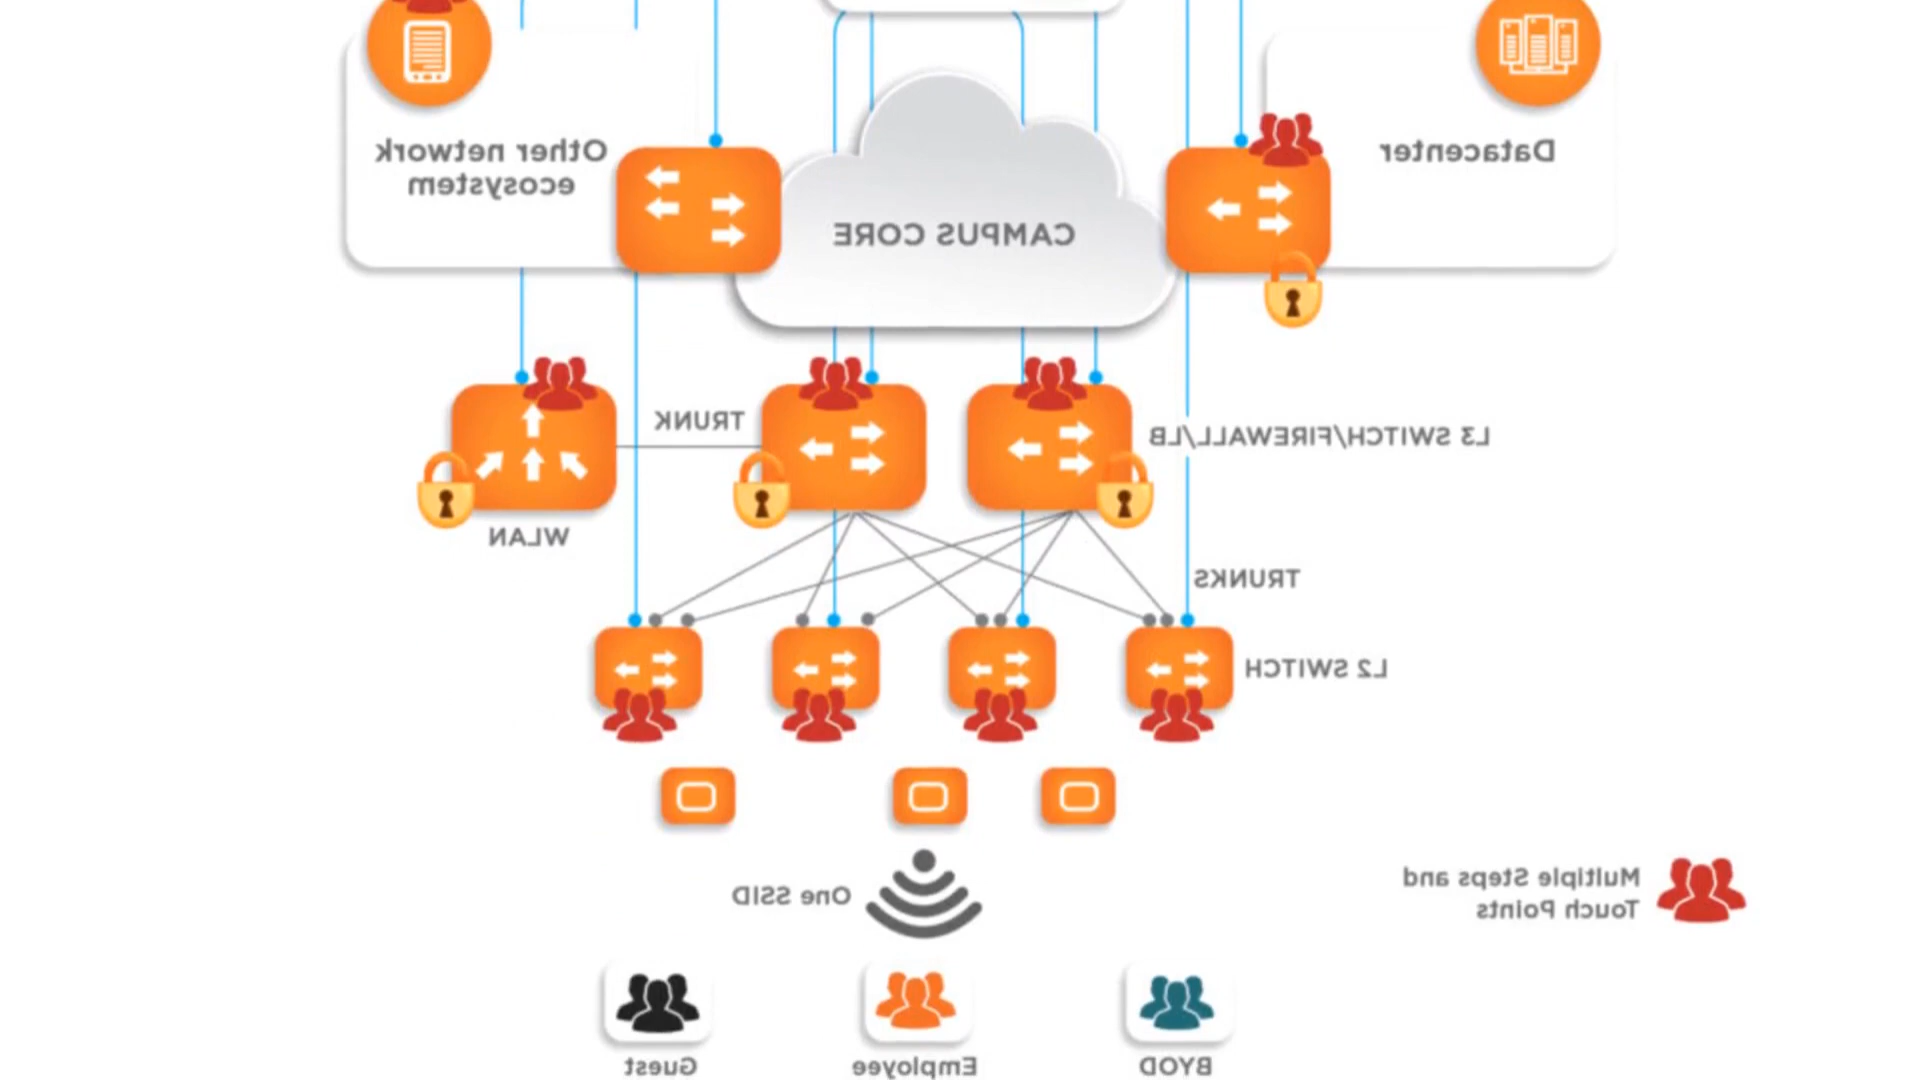 Other network
ecosystem
Datacenter
CAMPUS CORE
TRUNK
L3 SWITCH/FIREWALL/LB
WLAN
TRUNKS
L2 SWITCH
One SSID
Multiple Steps and
Touch Points
Guest
Employee
BYOD